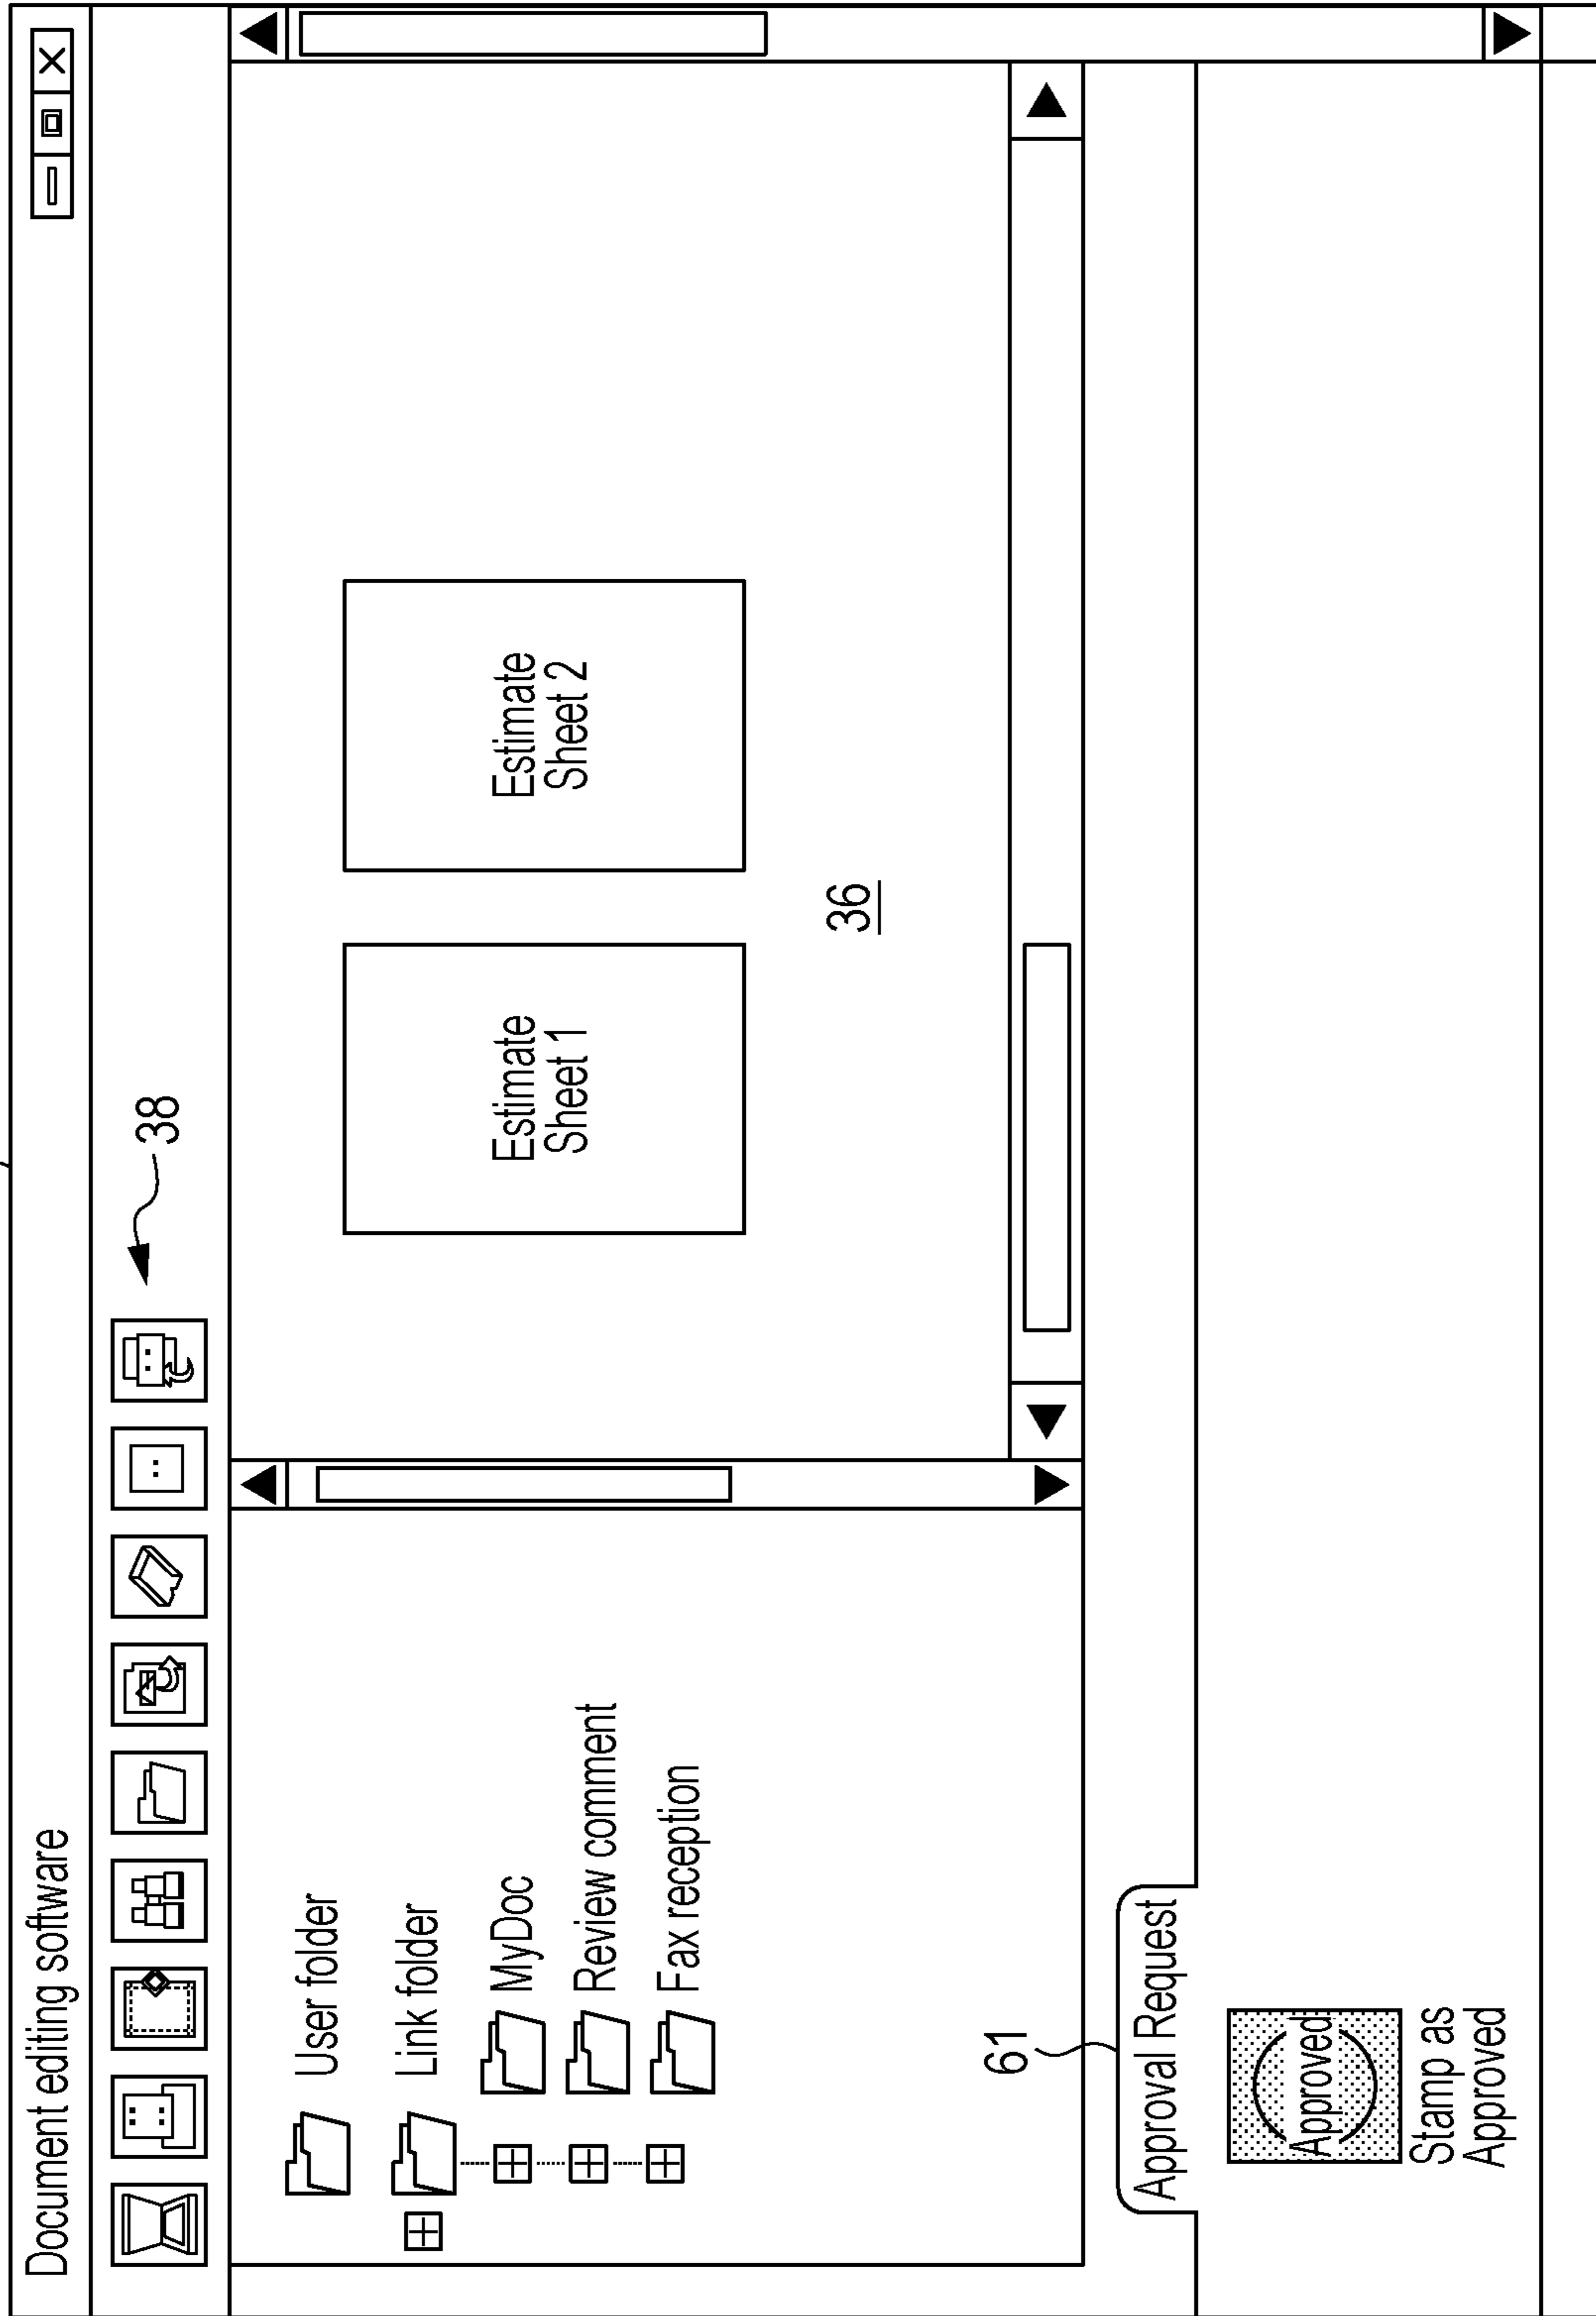 Document editing software
38
User folder
Link folder
MyDoc
Review comment
Fax reception
Estimate
Sheet 1
Estimate
Sheet 2
36
61
Approval Request
Approved
Stamp as
Approved